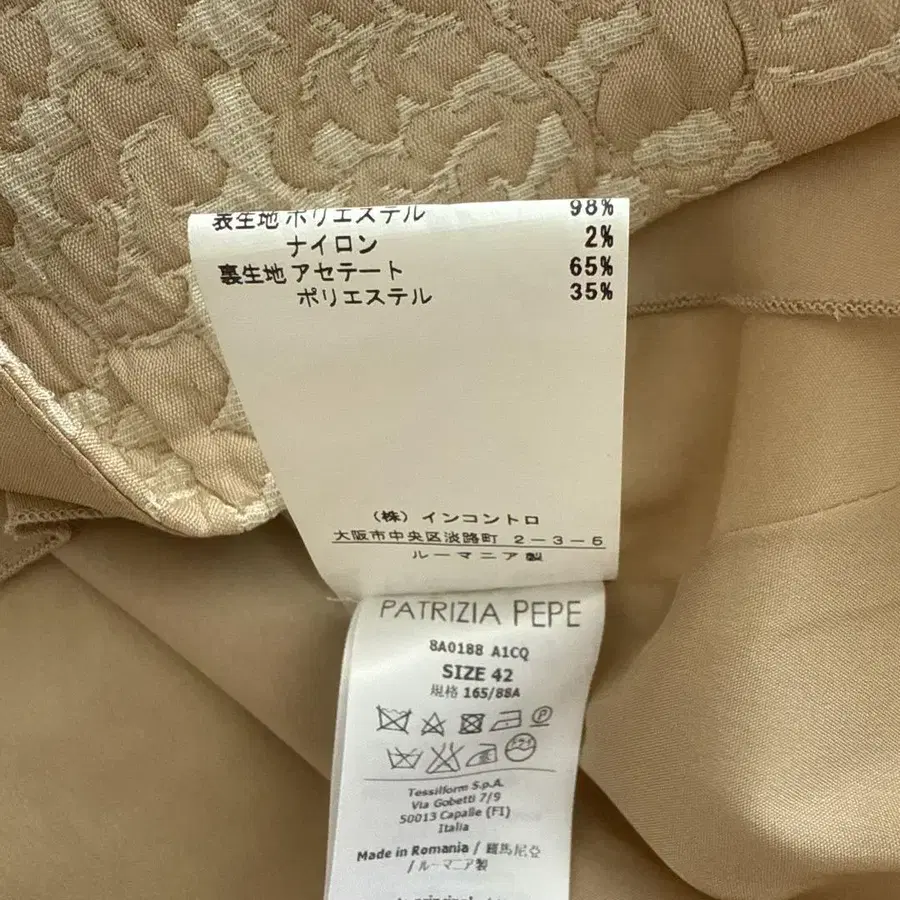 表生地 ポリエステル 98%
ナイロン 2%
裏生地 アセテート 65%
ポリエステル 35%
(株) インコントロ
大阪市中央区淡路町 2-3-5
ルーマニア製
PATRIZIA PEPE
8A0188 A1CQ
SIZE 42
規格 165/88A
Tessilform S.p.A.
Via Gobetti 7/9
50013 Capalle (FI)
Italia
Made in Romania / 羅馬尼亞
/ ルーマニア製